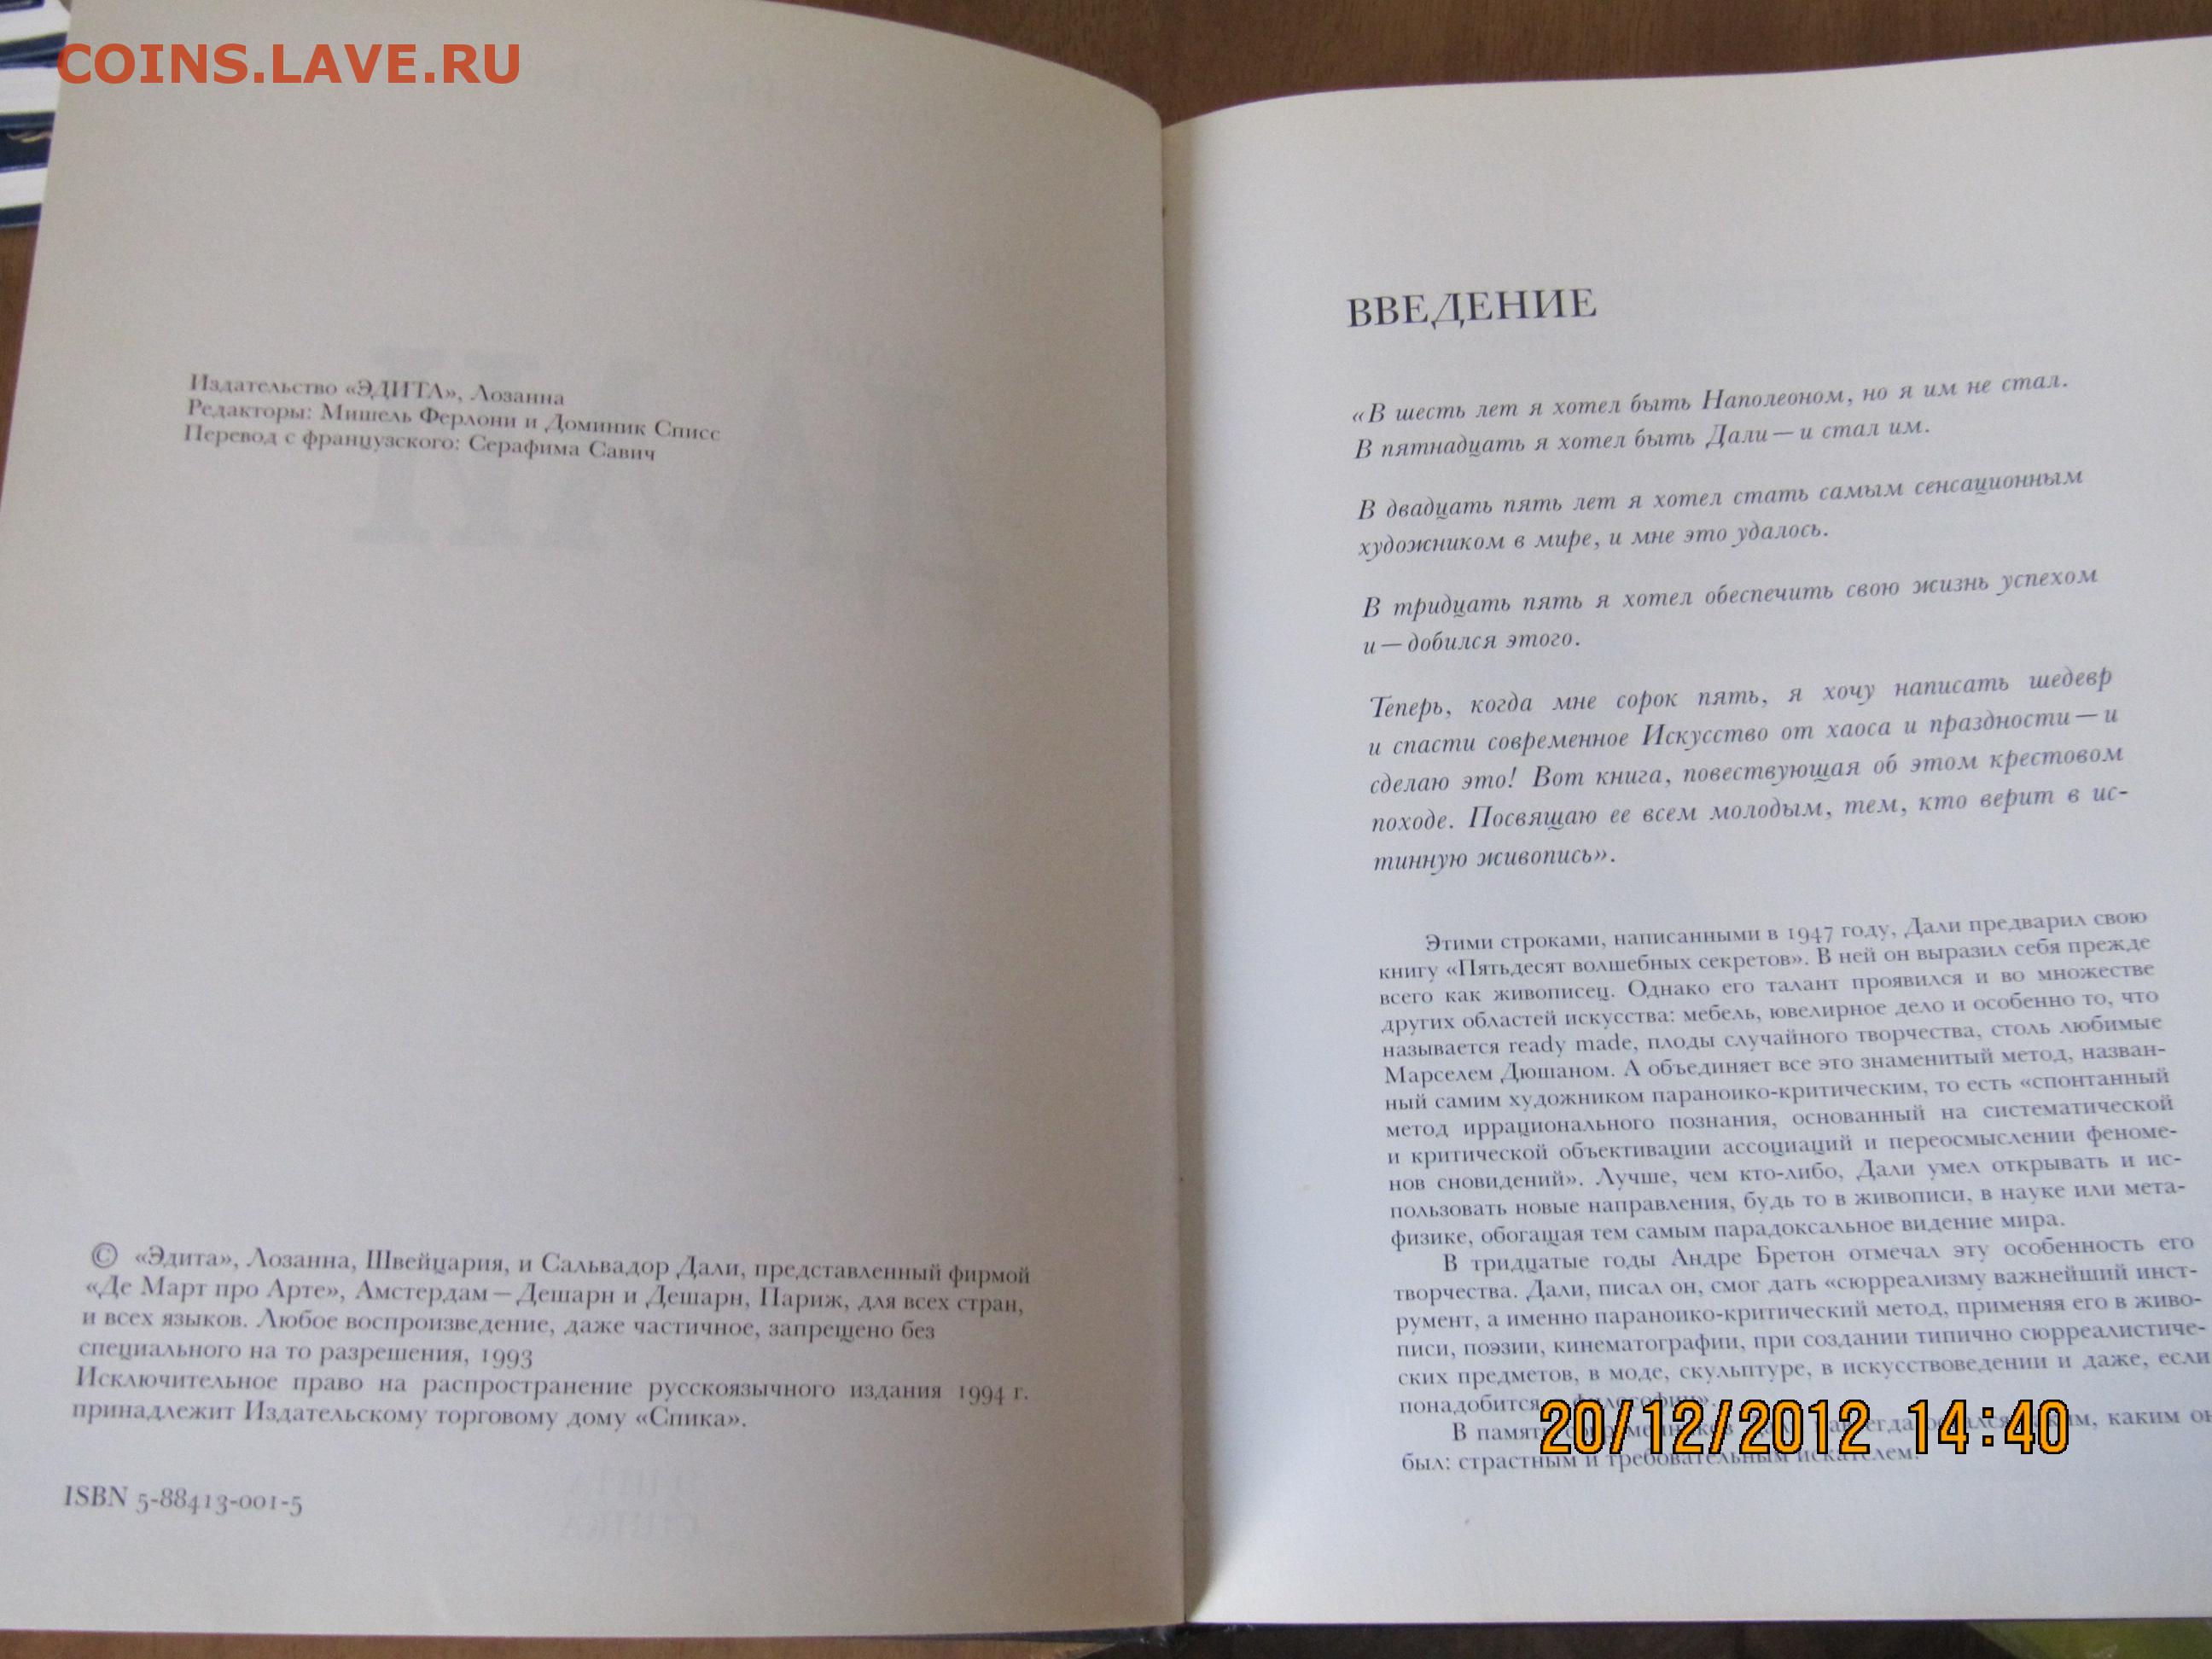 COINS.LAVE.RU
Издательство «ЭДИТА», Лозанна
Редакторы: Мишель Ферлони и Доминик Списс
Перевод с французского: Серафима Савич
© «Эдита», Лозанна, Швейцария, и Сальвадор Дали, представленный фирмой
«Де Март про Арте», Амстердам — Дешарн и Дешарн, Париж, для всех стран,
и всех языков. Любое воспроизведение, даже частичное, запрещено без
специального на то разрешения, 1993
Исключительное право на распространение русскоязычного издания 1994 г.
принадлежит Издательскому торговому дому «Спика».
ISBN 5-88413-001-5
ВВЕДЕНИЕ
«В шесть лет я хотел быть Наполеоном, но я им не стал.
В пятнадцать я хотел быть Дали — и стал им.
В двадцать пять лет я хотел стать самым сенсационным
художником в мире, и мне это удалось.
В тридцать пять я хотел обеспечить свою жизнь успехом
и — добился этого.
Теперь, когда мне сорок пять, я хочу написать шедевр
и спасти современное Искусство от хаоса и праздности — и
сделаю это! Вот книга, повествующая об этом крестовом
походе. Посвящаю ее всем молодым, тем, кто верит в ис-
тинную живопись».
Этими строками, написанными в 1947 году, Дали предварил свою
книгу «Пятьдесят волшебных секретов». В ней он выразил себя прежде
всего как живописец. Однако его талант проявился и во множестве
других областей искусства: мебель, ювелирное дело и особенно то, что
называется ready made, плоды случайного творчества, столь любимые
Марселем Дюшаном. А объединяет все это знаменитый метод, назван-
ный самим художником параноико-критическим, то есть «спонтанный
метод иррационального познания, основанный на систематической
и критической объективации ассоциаций и переосмыслении феноме-
нов сновидений». Лучше, чем кто-либо, Дали умел открывать и ис-
пользовать новые направления, будь то в живописи, в науке или мета-
физике, обогащая тем самым парадоксальное видение мира.
В тридцатые годы Андре Бретон отмечал эту особенность его
творчества. Дали, писал он, смог дать «сюрреализму важнейший инст-
румент, а именно параноико-критический метод, применяя его в живо-
писи, поэзии, кинематографии, при создании типично сюрреалистиче-
ских предметов, в моде, скульптуре, в искусствоведении и даже, если
понадобится, философии».
В памяти каким он
был: страстным и требовательным искателем.
20/12/2012 14:40